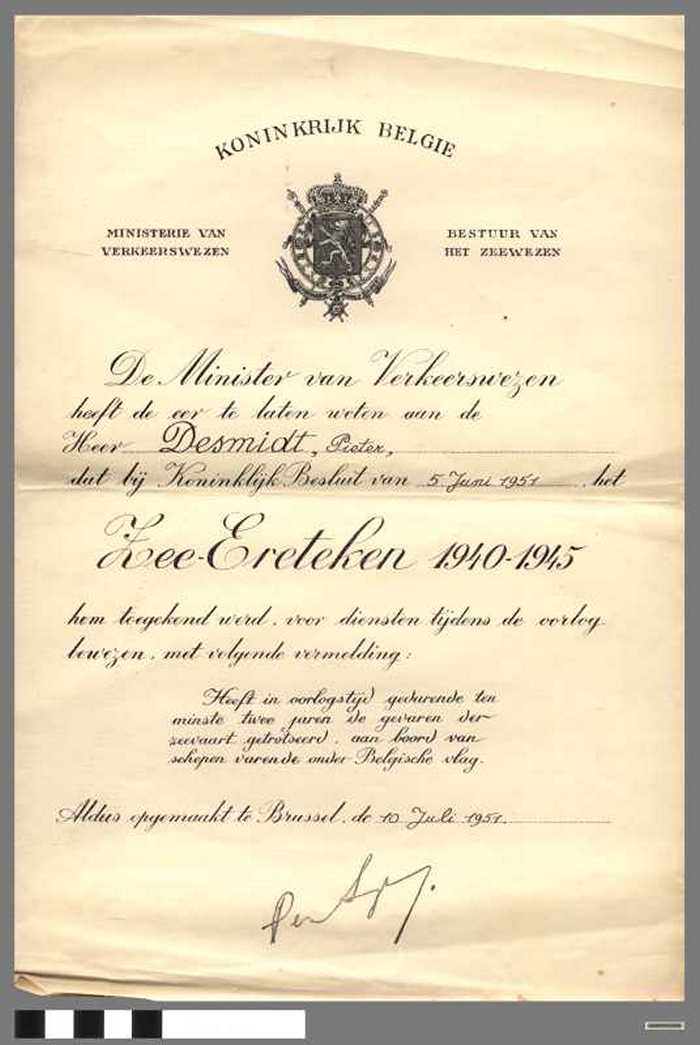 KONINKRIJK BELGIE
MINISTERIE VAN
VERKEERSWEZEN
BESTUUR VAN
HET ZEEWEZEN
De Minister van Verkeerswezen
heeft de eer te laten weten aan de
Heer Desmidt, Pieter,
dat bij Koninklijk Besluit van 5 Juni 1951 het
Zee-Ereteken 1940-1945
hem toegekend werd, voor diensten tijdens de oorlog
bewezen, met volgende vermelding:
Heeft in oorlogstijd gedurende ten
minste twee jaren de gevaren der
zeevaart getrotseerd, aan boord van
schepen varende onder Belgische vlag.
Aldus opgemaakt te Brussel, de 10 Juli 1951.